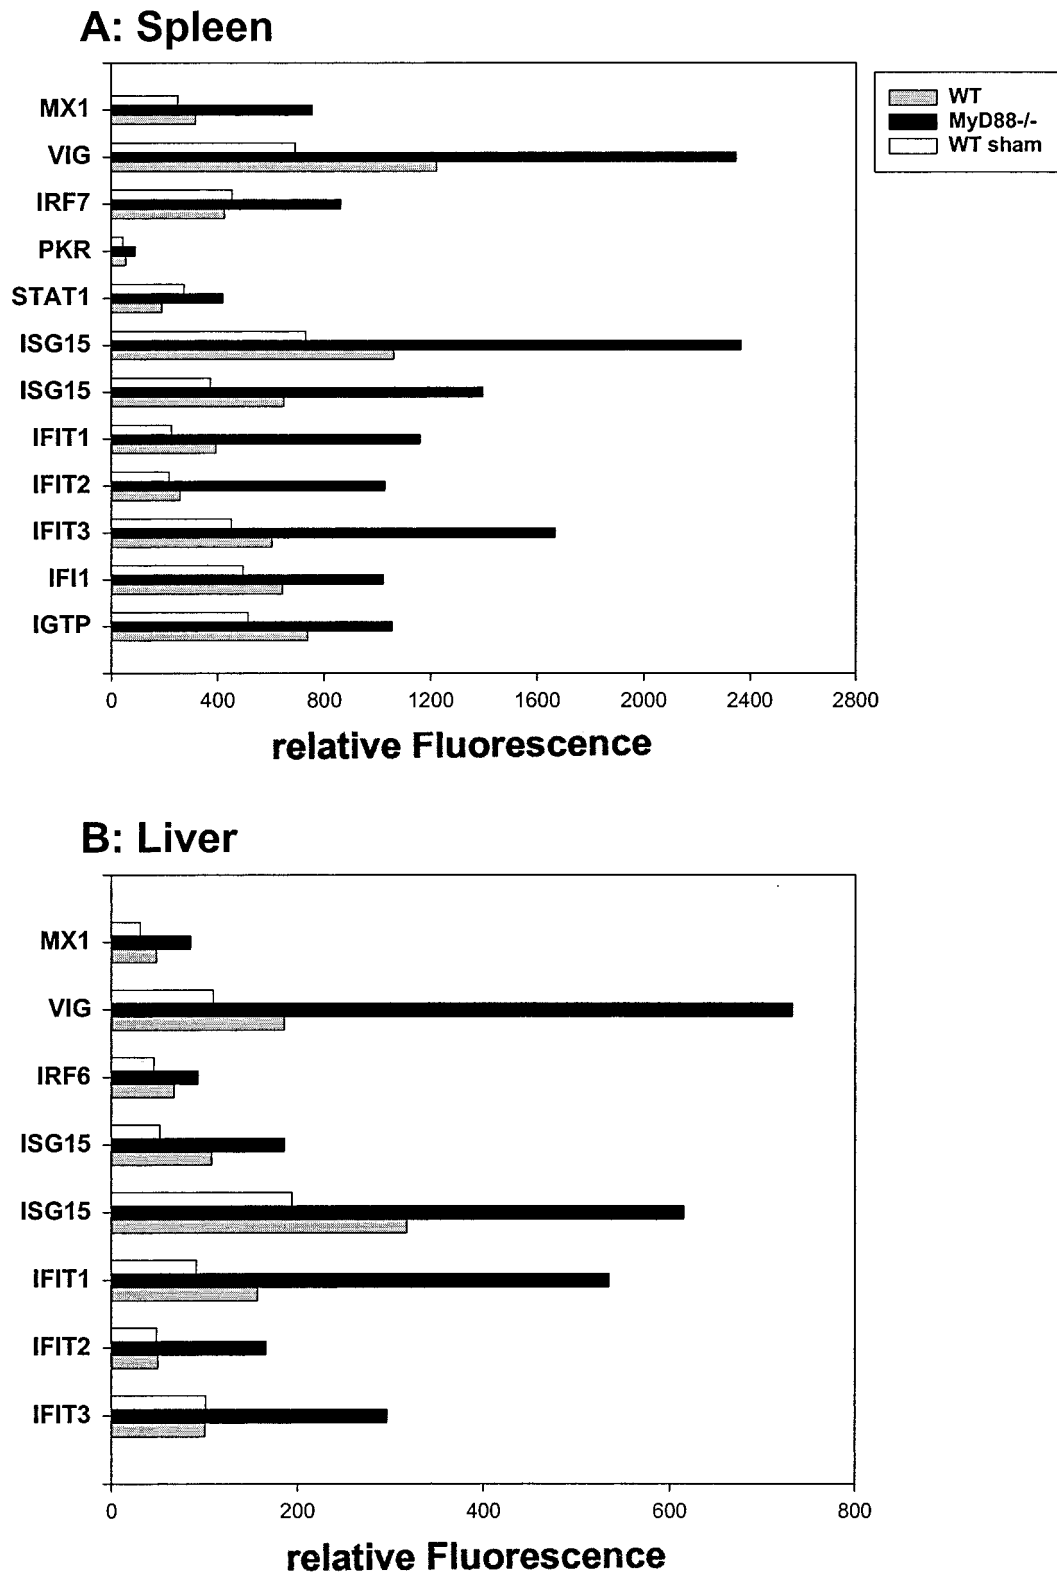 A: Spleen
WT
MyD88-/-
WT sham
MX1
VIG
IRF7
PKR
STAT1
ISG15
ISG15
IFIT1
IFIT2
IFIT3
IFI1
IGTP
0 400 800 1200 1600 2000 2400 2800
relative Fluorescence
B: Liver
MX1
VIG
IRF6
ISG15
ISG15
IFIT1
IFIT2
IFIT3
0 200 400 600 800
relative Fluorescence